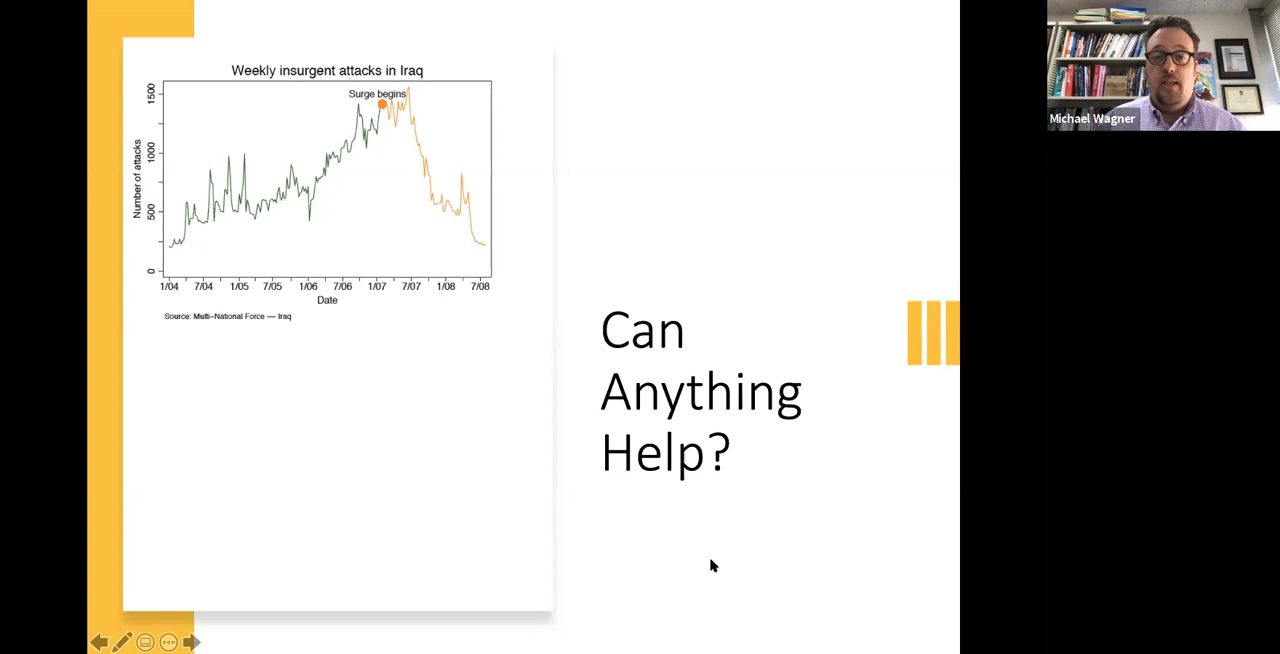 Weekly insurgent attacks in Iraq
Surge begins
Number of attacks
1500
1000
500
0
1/04 7/04 1/05 7/05 1/06 7/06 1/07 7/07 1/08 7/08
Date
Source: Multi–National Force — Iraq
Can
Anything
Help?
Michael Wagner